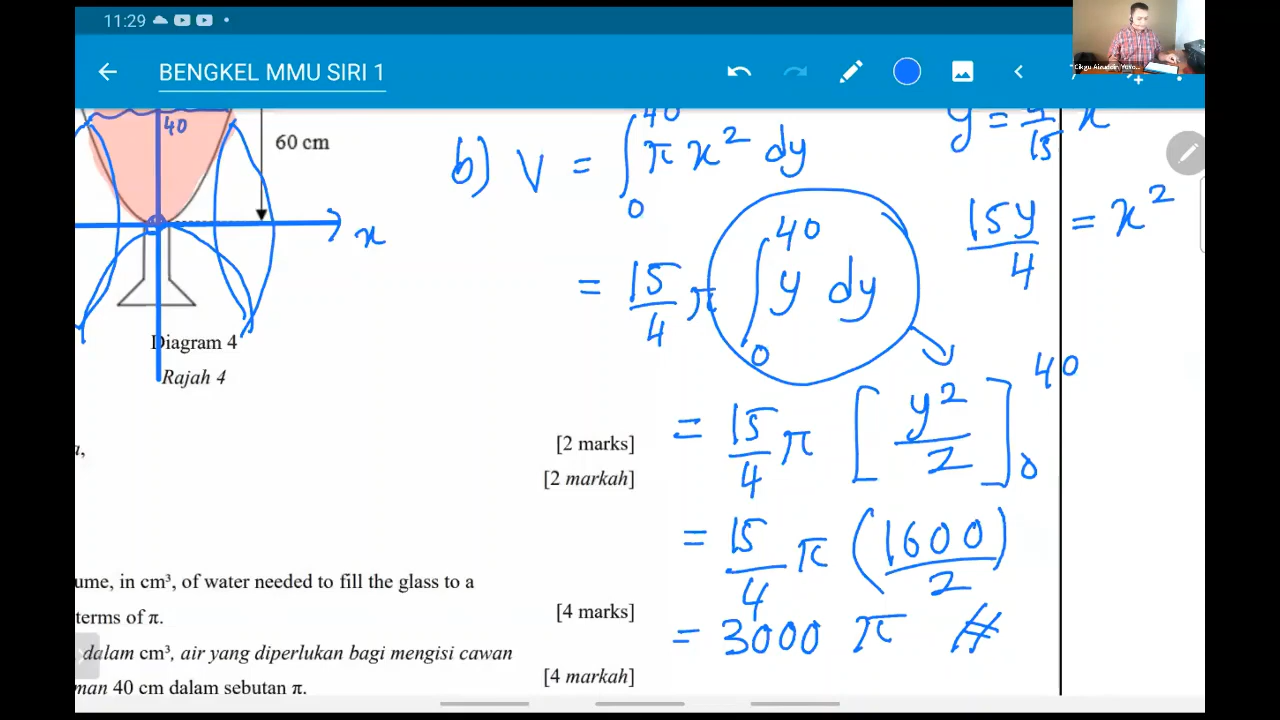 11:29
BENGKEL MMU SIRI 1
40
60 cm
x
Diagram 4
Rajah 4
a,
[2 marks]
[2 markah]
ume, in cm³, of water needed to fill the glass to a
terms of π.
[4 marks]
dalam cm³, air yang diperlukan bagi mengisi cawan
man 40 cm dalam sebutan π.
[4 markah]
b) V = ∫₀⁴⁰ π x² dy
= 15/4 π ∫₀⁴⁰ y dy
= 15/4 π [y²/2]₀⁴⁰
= 15/4 π (1600/2)
= 3000 π #
15y/4 = x²